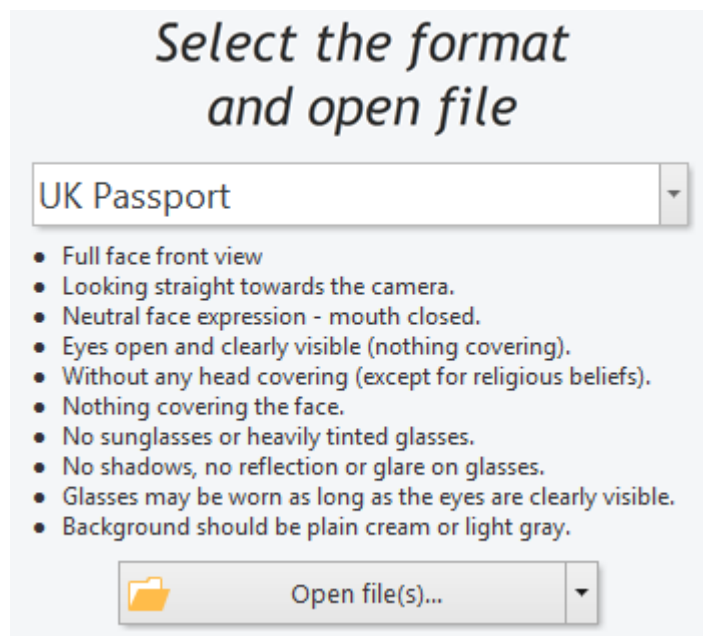 Select the format
and open file
UK Passport
● Full face front view
● Looking straight towards the camera.
● Neutral face expression - mouth closed.
● Eyes open and clearly visible (nothing covering).
● Without any head covering (except for religious beliefs).
● Nothing covering the face.
● No sunglasses or heavily tinted glasses.
● No shadows, no reflection or glare on glasses.
● Glasses may be worn as long as the eyes are clearly visible.
● Background should be plain cream or light gray.
Open file(s)...